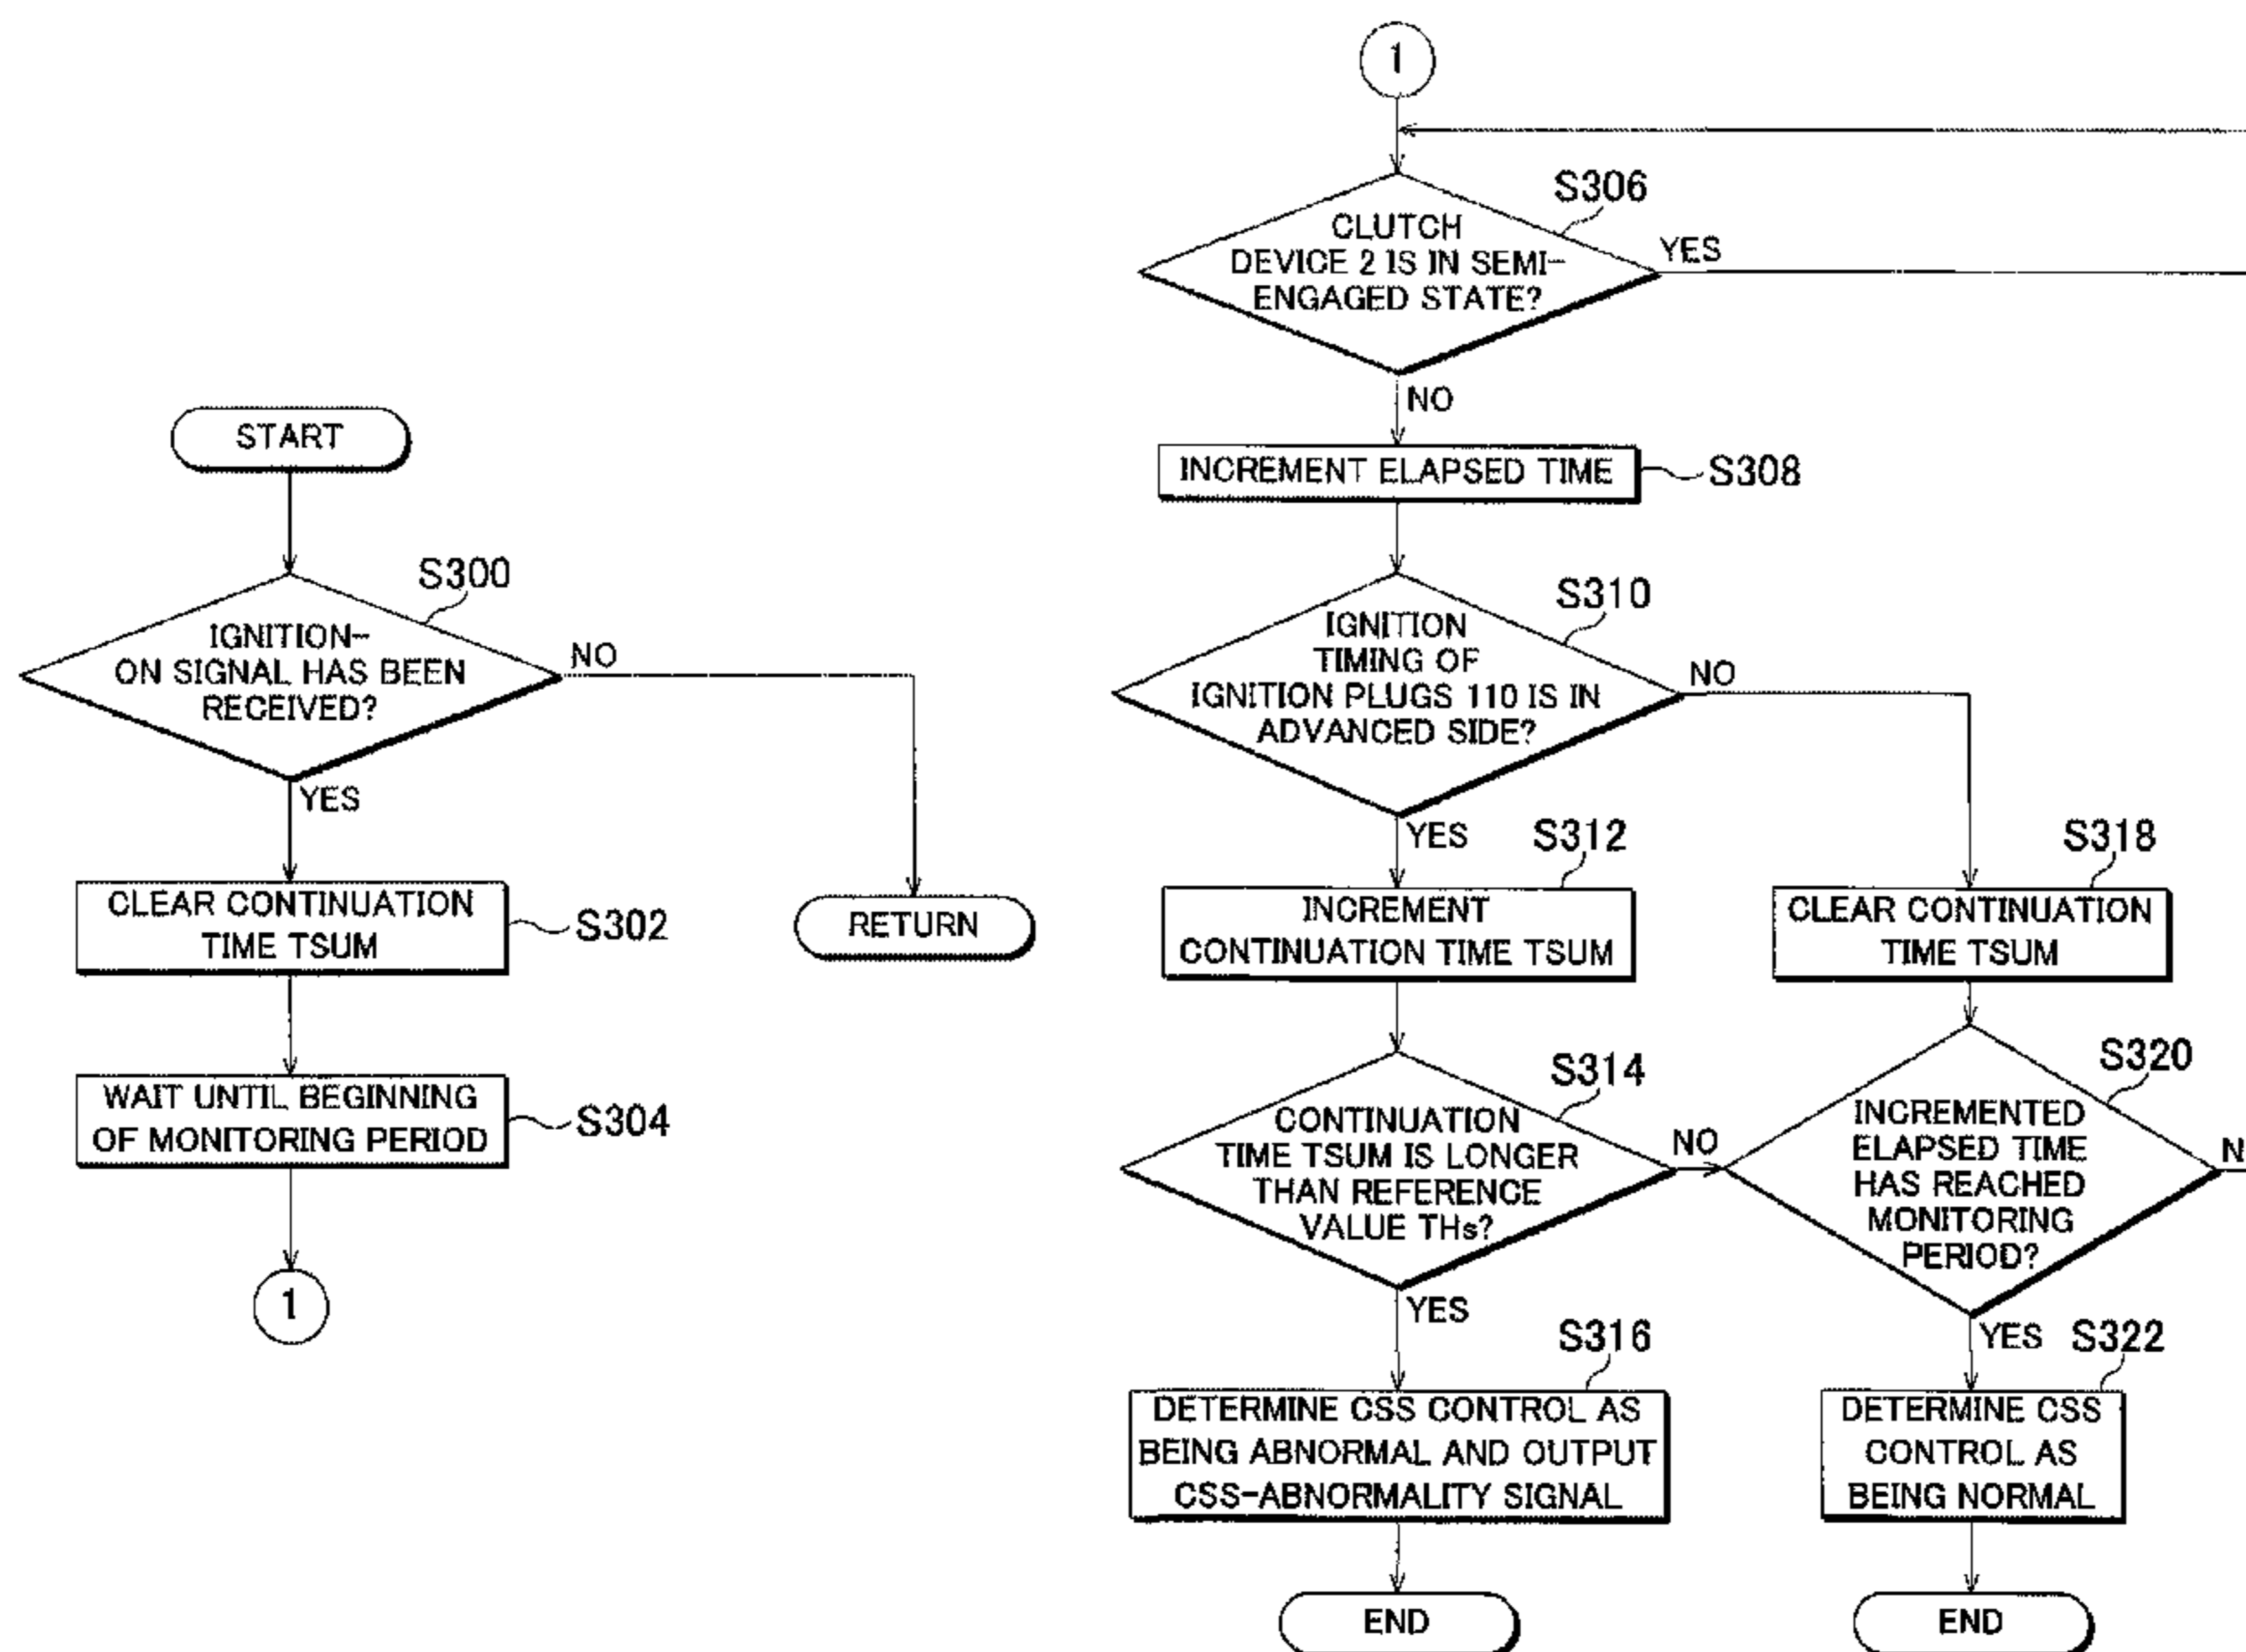 START
S300
IGNITION-
ON SIGNAL HAS BEEN
RECEIVED?
NO
YES
CLEAR CONTINUATION
TIME TSUM
S302
RETURN
WAIT UNTIL BEGINNING
OF MONITORING PERIOD
S304
1
1
S306
CLUTCH
DEVICE 2 IS IN SEMI-
ENGAGED STATE?
YES
NO
INCREMENT ELAPSED TIME
S308
S310
IGNITION
TIMING OF
IGNITION PLUGS 110 IS IN
ADVANCED SIDE?
NO
YES
S312
INCREMENT
CONTINUATION TIME TSUM
S318
CLEAR CONTINUATION
TIME TSUM
S314
CONTINUATION
TIME TSUM IS LONGER
THAN REFERENCE
VALUE THs?
NO
YES
S320
INCREMENTED
ELAPSED TIME
HAS REACHED
MONITORING
PERIOD?
YES
S316
DETERMINE CSS CONTROL AS
BEING ABNORMAL AND OUTPUT
CSS-ABNORMALITY SIGNAL
END
S322
DETERMINE CSS
CONTROL AS
BEING NORMAL
END